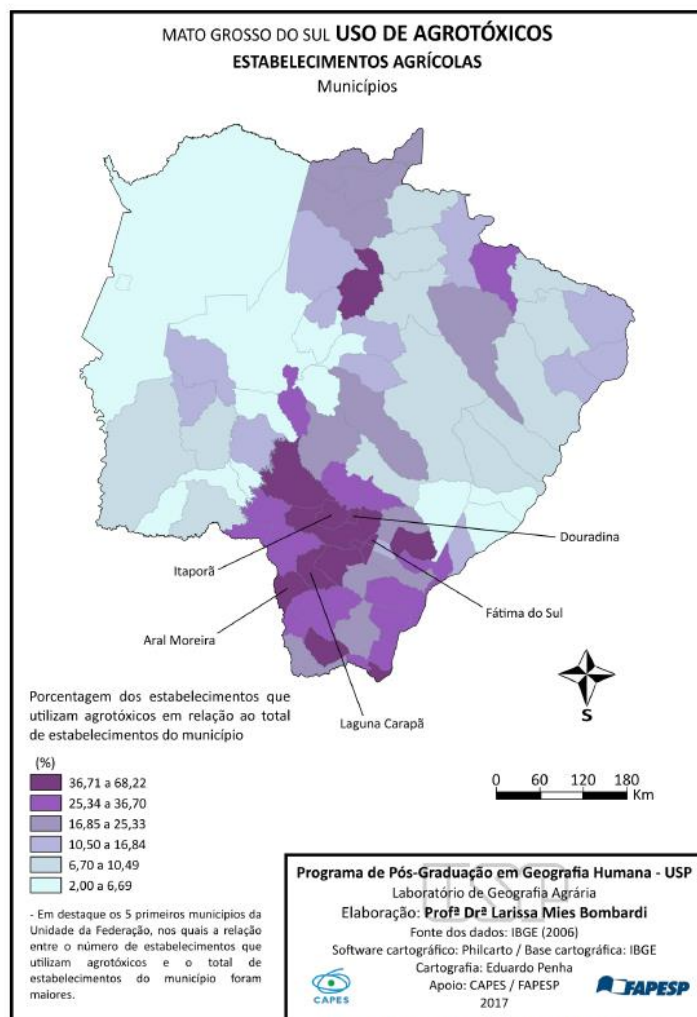 MATO GROSSO DO SUL USO DE AGROTÓXICOS
ESTABELECIMENTOS AGRÍCOLAS
Municípios
Douradina
Itaporã
Fátima do Sul
Aral Moreira
Laguna Carapã
S
Porcentagem dos estabelecimentos que
utilizam agrotóxicos em relação ao total
de estabelecimentos do município
(%)
36,71 a 68,22
25,34 a 36,70
16,85 a 25,33
10,50 a 16,84
6,70 a 10,49
2,00 a 6,69
0 60 120 180
Km
- Em destaque os 5 primeiros municípios da
Unidade da Federação, nos quais a relação
entre o número de estabelecimentos que
utilizam agrotóxicos e o total de
estabelecimentos do município foram
maiores.
USP
Programa de Pós-Graduação em Geografia Humana - USP
Laboratório de Geografia Agrária
Elaboração: Profª Drª Larissa Mies Bombardi
Fonte dos dados: IBGE (2006)
Software cartográfico: Philcarto / Base cartográfica: IBGE
Cartografia: Eduardo Penha
Apoio: CAPES / FAPESP
2017
CAPES
FAPESP